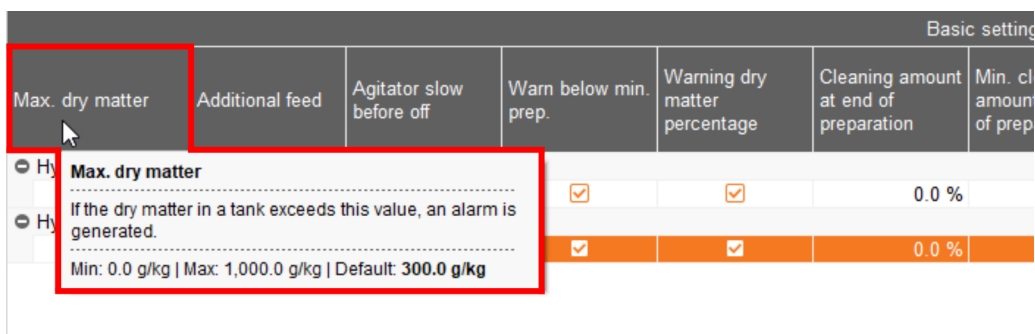 Basic setting
Max. dry matter
Additional feed
Agitator slow
before off
Warn below min.
prep.
Warning dry
matter
percentage
Cleaning amount
at end of
preparation
Min. cl
amount
of prep
Hy
Max. dry matter
If the dry matter in a tank exceeds this value, an alarm is
generated.
Min: 0.0 g/kg | Max: 1,000.0 g/kg | Default: 300.0 g/kg
0.0 %
Hy
0.0 %